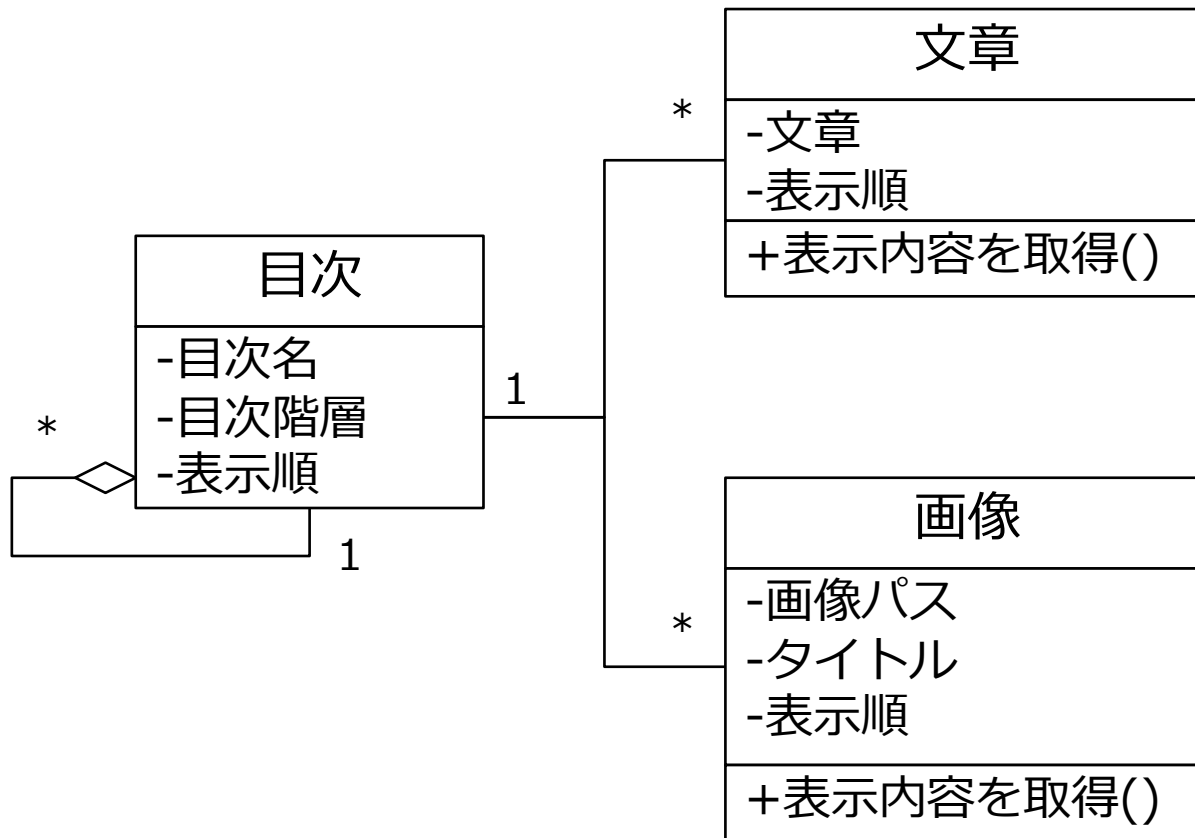 文章
*
-文章
-表示順
+表示内容を取得()
目次
-目次名
-目次階層
-表示順
*
1
1
画像
*
-画像パス
-タイトル
-表示順
+表示内容を取得()